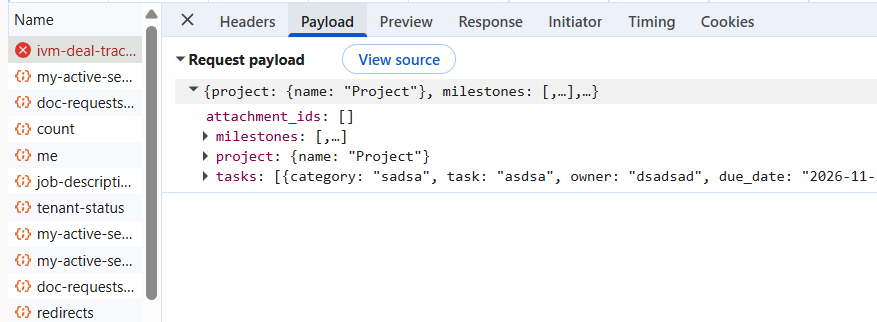 Name
ivm-deal-trac...
my-active-se...
doc-requests...
count
me
job-descripti...
tenant-status
my-active-se...
my-active-se...
doc-requests...
redirects
Headers Payload Preview Response Initiator Timing Cookies
Request payload View source
{project: {name: "Project"}, milestones: [,…],…}
attachment_ids: []
milestones: [,…]
project: {name: "Project"}
tasks: [{category: "sadsa", task: "asdsa", owner: "dsadsad", due_date: "2026-11-